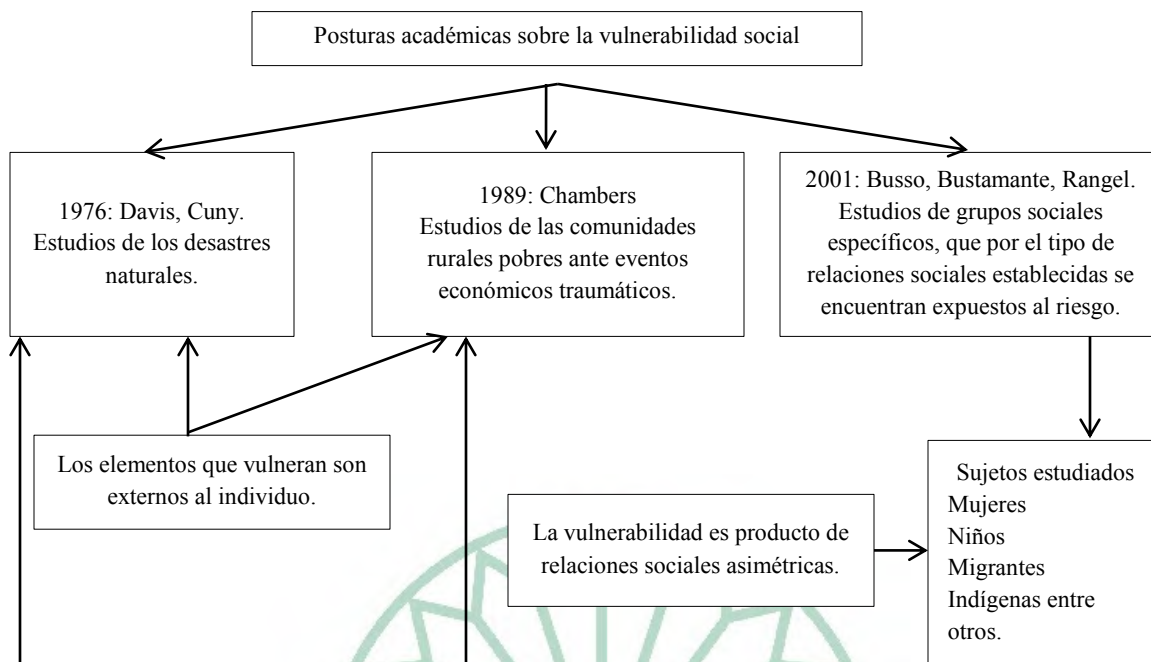 Posturas académicas sobre la vulnerabilidad social
1976: Davis, Cuny.
Estudios de los desastres
naturales.
1989: Chambers
Estudios de las comunidades
rurales pobres ante eventos
económicos traumáticos.
2001: Busso, Bustamante, Rangel.
Estudios de grupos sociales
específicos, que por el tipo de
relaciones sociales establecidas se
encuentran expuestos al riesgo.
Los elementos que vulneran son
externos al individuo.
La vulnerabilidad es producto de
relaciones sociales asimétricas.
Sujetos estudiados
Mujeres
Niños
Migrantes
Indígenas entre
otros.